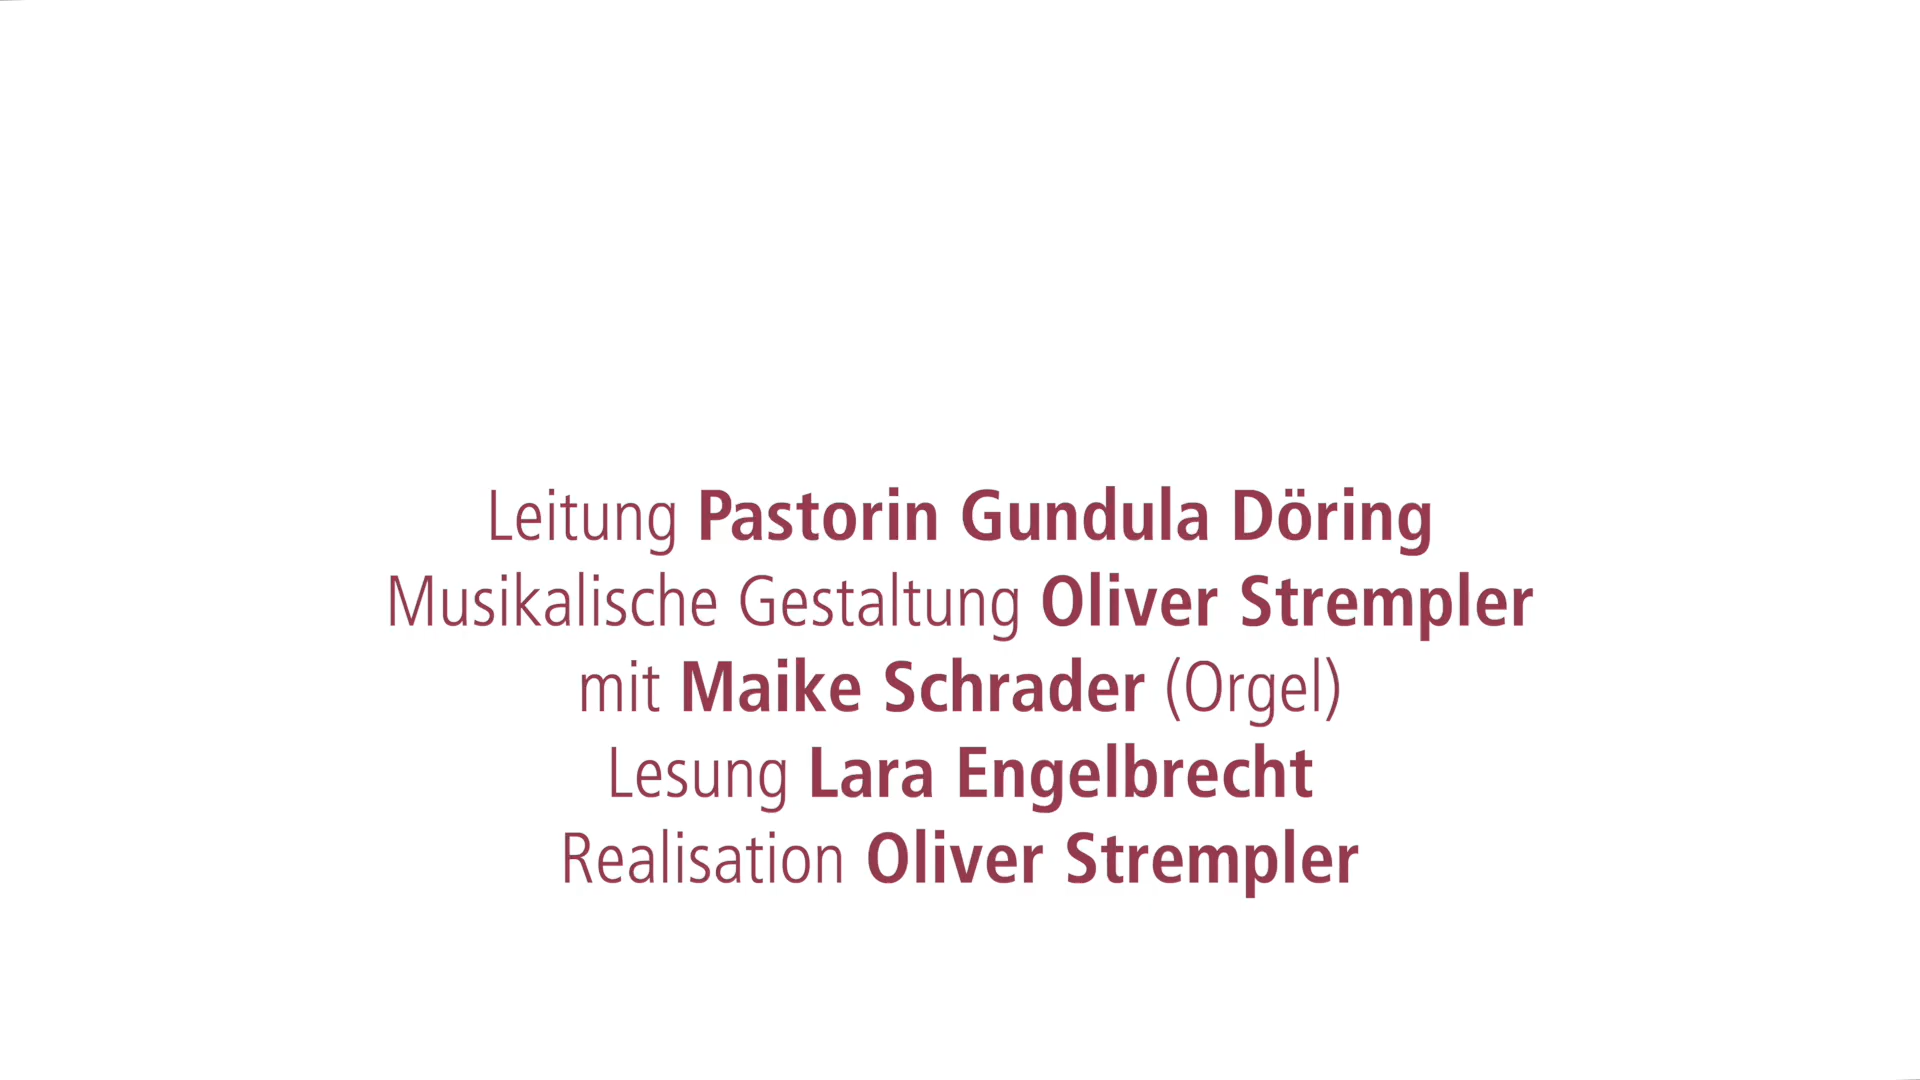 Leitung Pastorin Gundula Döring
Musikalische Gestaltung Oliver Strempler
mit Maike Schrader (Orgel)
Lesung Lara Engelbrecht
Realisation Oliver Strempler